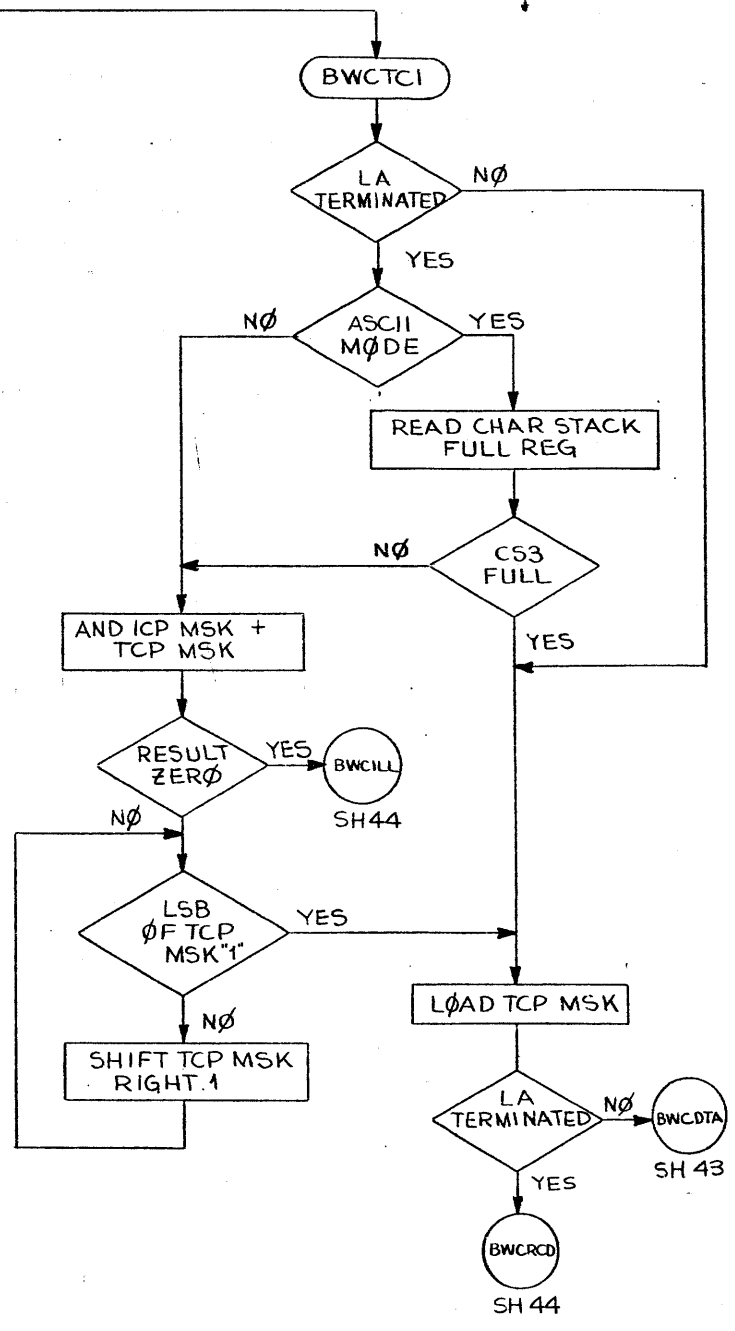 BWCTC1
LA
TERMINATED
NØ
YES
ASCII
MØDE
NØ
YES
READ CHAR STACK
FULL REG
CS3
FULL
NØ
YES
AND ICP MSK +
TCP MSK
RESULT
ZERØ
YES
BWCILL
SH44
NØ
LSB
ØF TCP
MSK "1"
YES
NØ
SHIFT TCP MSK
RIGHT.1
LØAD TCP MSK
LA
TERMINATED
NØ
BWCDTA
SH 43
YES
BWCRCD
SH 44